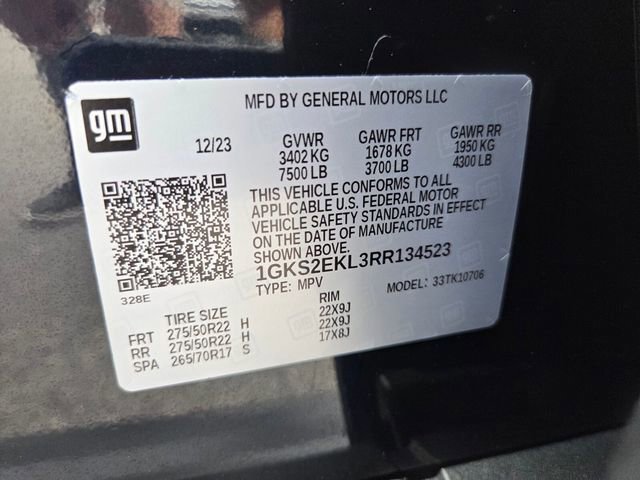 gm
MFD BY GENERAL MOTORS LLC
12/23 GVWR GAWR FRT GAWR RR
3402 KG 1678 KG 1950 KG
7500 LB 3700 LB 4300 LB
THIS VEHICLE CONFORMS TO ALL
APPLICABLE U.S. FEDERAL MOTOR
VEHICLE SAFETY STANDARDS IN EFFECT
ON THE DATE OF MANUFACTURE
SHOWN ABOVE.
1GKS2EKL3RR134523
TYPE: MPV MODEL: 33TK10706
328E
TIRE SIZE RIM
FRT 275/50R22 H 22X9J
RR 275/50R22 H 22X9J
SPA 265/70R17 S 17X8J